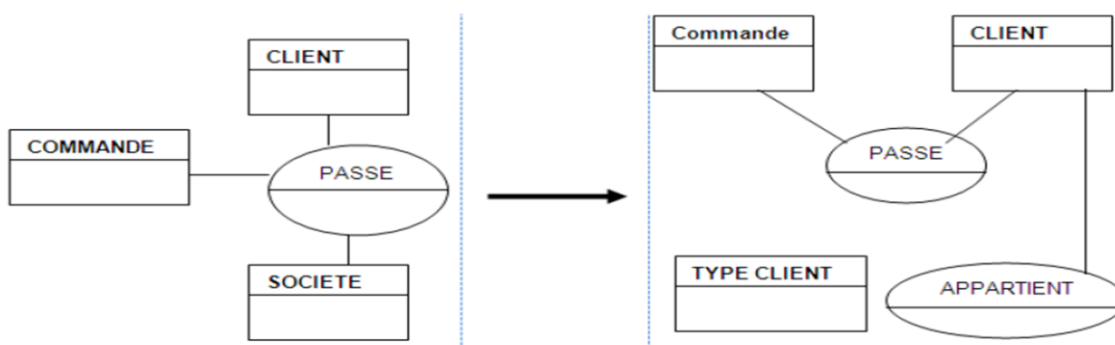 CLIENT
COMMANDE
PASSE
SOCIETE
Commande
CLIENT
PASSE
TYPE CLIENT
APPARTIENT